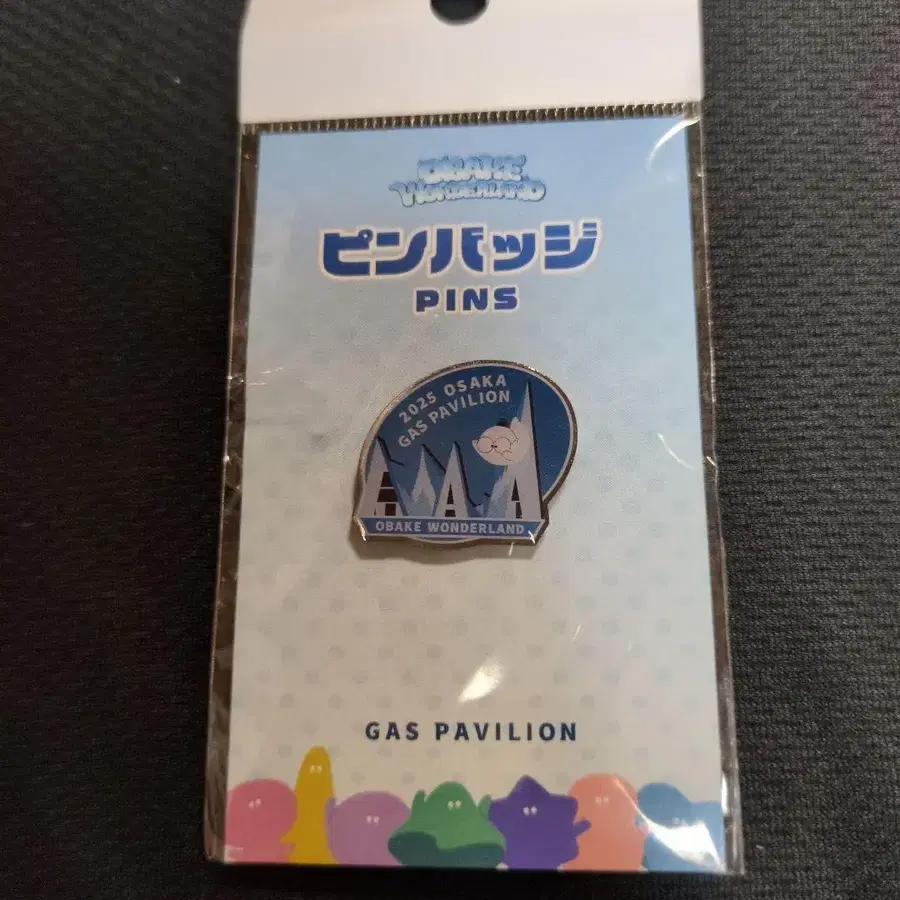 OBAKE
WONDERLAND
ピンバッジ
PINS
2025 OSAKA
GAS PAVILION
OBAKE WONDERLAND
GAS PAVILION